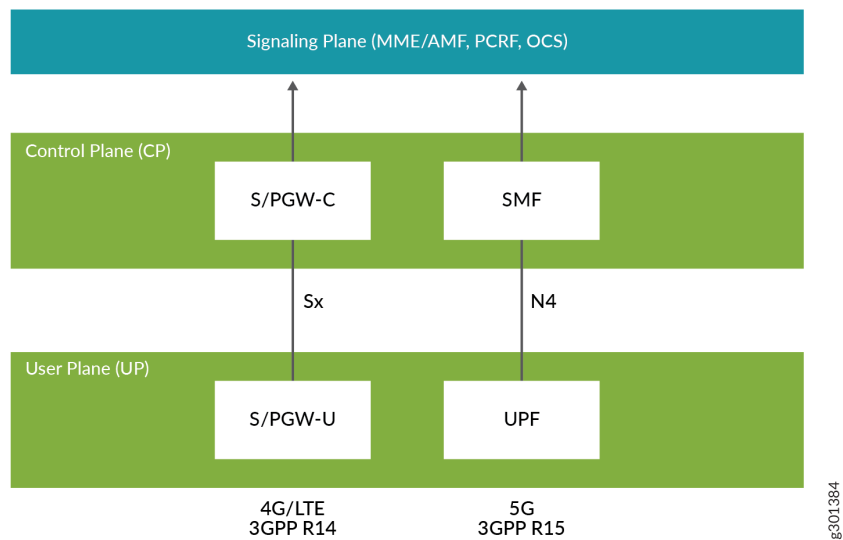 Signaling Plane (MME/AMF, PCRF, OCS)
Control Plane (CP)
S/PGW-C
SMF
Sx
N4
User Plane (UP)
S/PGW-U
UPF
4G/LTE
3GPP R14
5G
3GPP R15
g301384